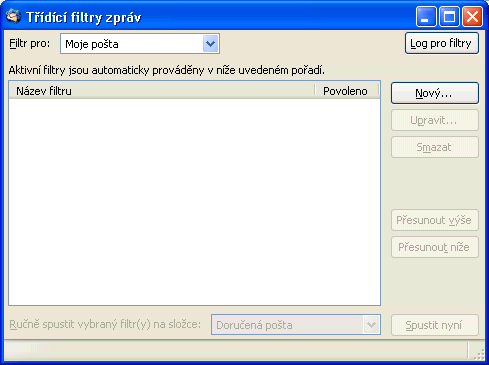 Třídící filtry zpráv
Filtr pro: Moje pošta Log pro filtry
Aktivní filtry jsou automaticky prováděny v níže uvedeném pořadí.
Název filtru Povoleno
Nový...
Upravit...
Smazat
Přesunout výše
Přesunout níže
Ručně spustit vybraný filtr(y) na složce: Doručená pošta Spustit nyní